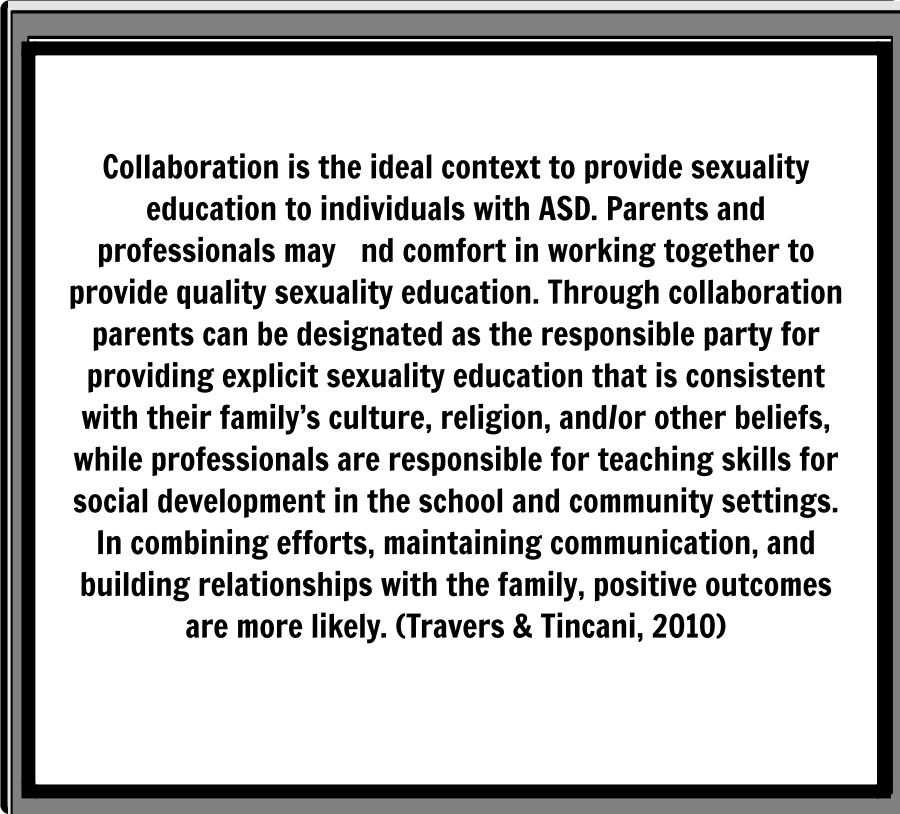 Collaboration is the ideal context to provide sexuality
education to individuals with ASD. Parents and
professionals may nd comfort in working together to
provide quality sexuality education. Through collaboration
parents can be designated as the responsible party for
providing explicit sexuality education that is consistent
with their family’s culture, religion, and/or other beliefs,
while professionals are responsible for teaching skills for
social development in the school and community settings.
In combining efforts, maintaining communication, and
building relationships with the family, positive outcomes
are more likely. (Travers & Tincani, 2010)